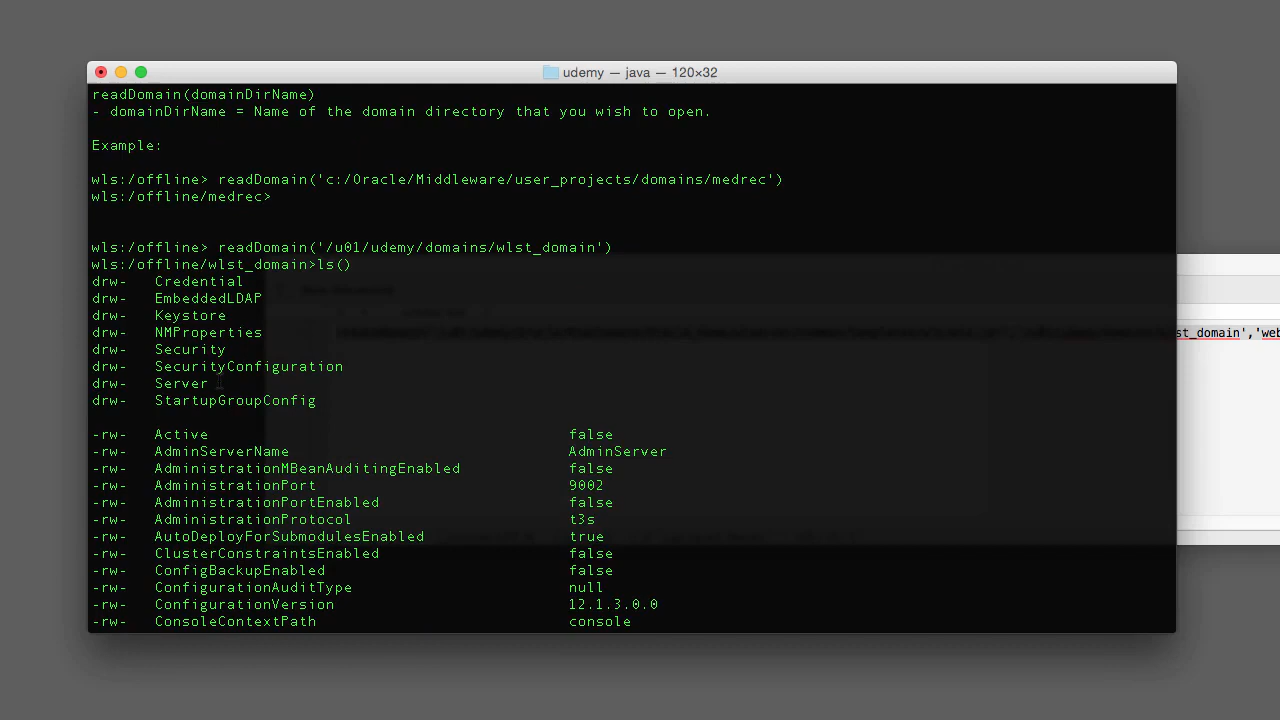 udemy — java — 120×32
readDomain(domainDirName)
- domainDirName = Name of the domain directory that you wish to open.
Example:
wls:/offline> readDomain('c:/Oracle/Middleware/user_projects/domains/medrec')
wls:/offline/medrec>
wls:/offline> readDomain('/u01/udemy/domains/wlst_domain')
wls:/offline/wlst_domain>ls()
drw- Credential
drw- EmbeddedLDAP
drw- Keystore
drw- NMProperties
st_domain','web
drw- Security
drw- SecurityConfiguration
drw- Server
drw- StartupGroupConfig
-rw- Active false
-rw- AdminServerName AdminServer
-rw- AdministrationMBeanAuditingEnabled false
-rw- AdministrationPort 9002
-rw- AdministrationPortEnabled false
-rw- AdministrationProtocol t3s
-rw- AutoDeployForSubmodulesEnabled true
-rw- ClusterConstraintsEnabled false
-rw- ConfigBackupEnabled false
-rw- ConfigurationAuditType null
-rw- ConfigurationVersion 12.1.3.0.0
-rw- ConsoleContextPath console